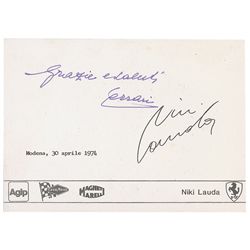 Grazie e saluti
Ferrari
Niki
Lauda
Modena, 30 aprile 1974
Agip
MAGNETI
MARELLI
Niki Lauda